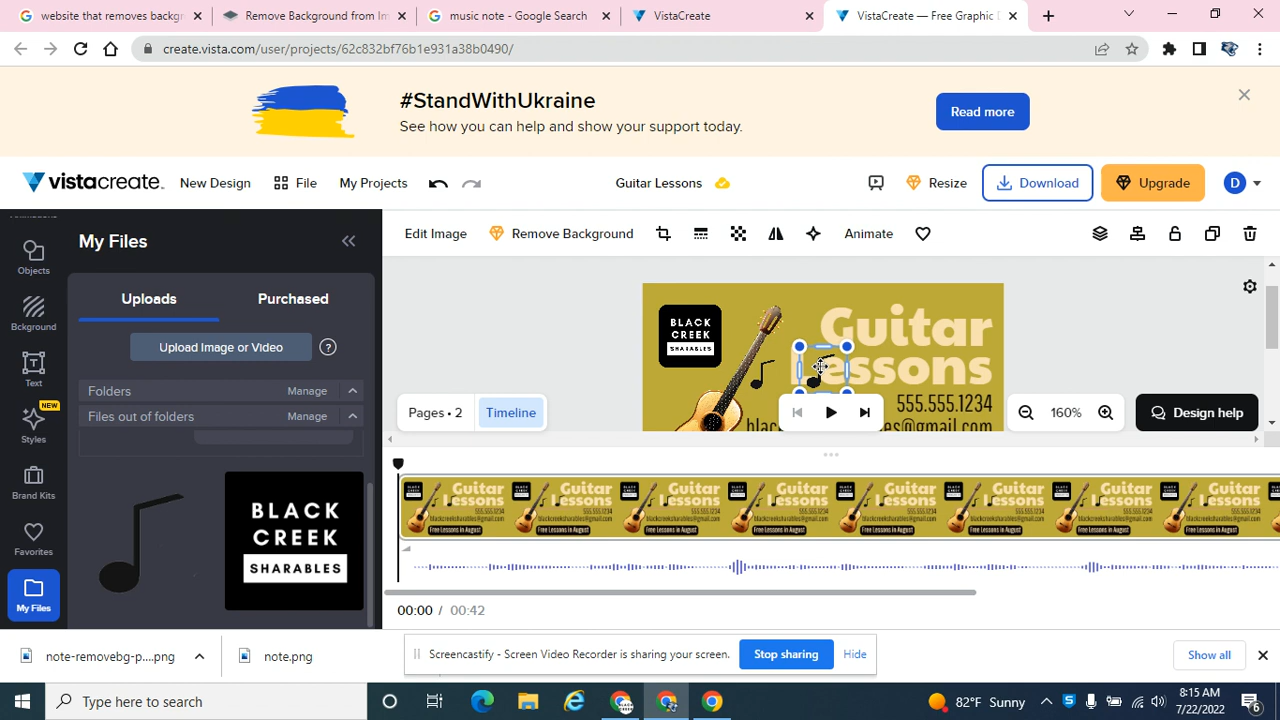 website that removed backgr
Remove Background from Im
music note - Google Search
VistaCreate
VistaCreate — Free Graphic D
create.vista.com/user/projects/62c832bf76b1e931a38b0490/
#StandWithUkraine
See how you can help and show your support today.
Read more
vistacreate
New Design
File
My Projects
Guitar Lessons
Resize
Download
Upgrade
D
Objects
Bckground
Text
NEW
Styles
Brand Kits
Favorites
My Files
My Files
Uploads
Purchased
Upload Image or Video
?
Folders
Manage
Files out of folders
Manage
BLACK
CREEK
SHARABLES
Edit Image
Remove Background
Animate
BLACK
CREEK
SHARABLES
Guitar
Lessons
555.555.1234
Pages • 2
Timeline
160%
Design help
00:00 / 00:42
note-removebg-p....png
note.png
Screencastify - Screen Video Recorder is sharing your screen.
Stop sharing
Hide
Show all
Type here to search
82°F Sunny
8:15 AM
7/22/2022
6